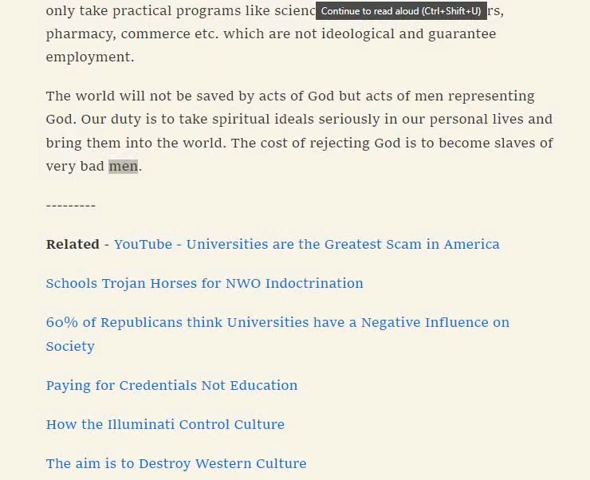 only take practical programs like scienc
Continue to read aloud (Ctrl+Shift+U)
rs,
pharmacy, commerce etc. which are not ideological and guarantee
employment.
The world will not be saved by acts of God but acts of men representing
God. Our duty is to take spiritual ideals seriously in our personal lives and
bring them into the world. The cost of rejecting God is to become slaves of
very bad men.
---------
Related - YouTube - Universities are the Greatest Scam in America
Schools Trojan Horses for NWO Indoctrination
60% of Republicans think Universities have a Negative Influence on
Society
Paying for Credentials Not Education
How the Illuminati Control Culture
The aim is to Destroy Western Culture